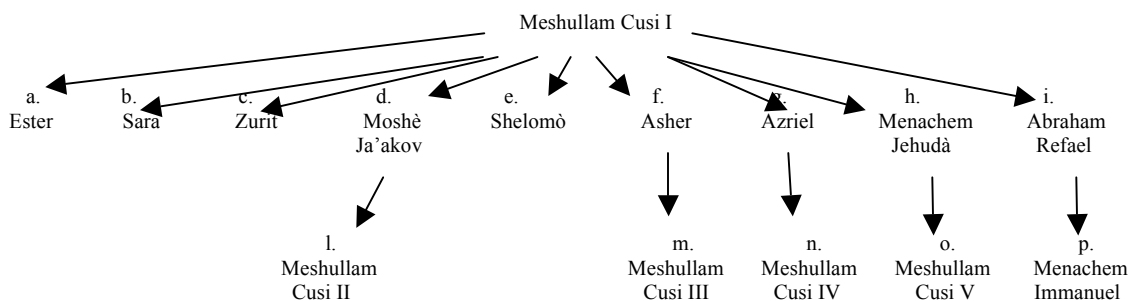 Meshullam Cusi I
a. b. c. d. e. f. g. h. i.
Ester Sara Zurit Moshè Shelomò Asher Azriel Menachem Abraham
Ja’akov Jehudà Refael
l. m. n. o. p.
Meshullam Meshullam Meshullam Meshullam Menachem
Cusi II Cusi III Cusi IV Cusi V Immanuel